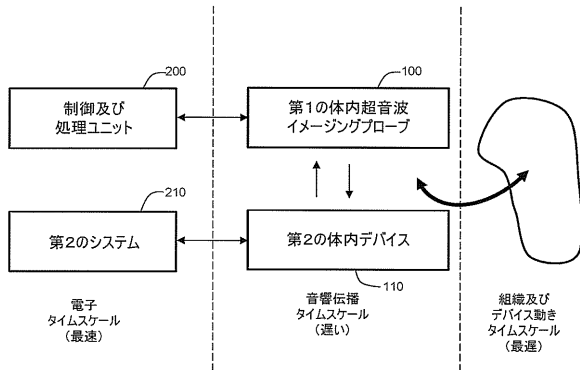 200
制御及び
処理ユニット
100
第1の体内超音波
イメージングプローブ
210
第2のシステム
第2の体内デバイス
110
電子
タイムスケール
(最速)
音響伝播
タイムスケール
(遅い)
組織及び
デバイス動き
タイムスケール
(最遅)